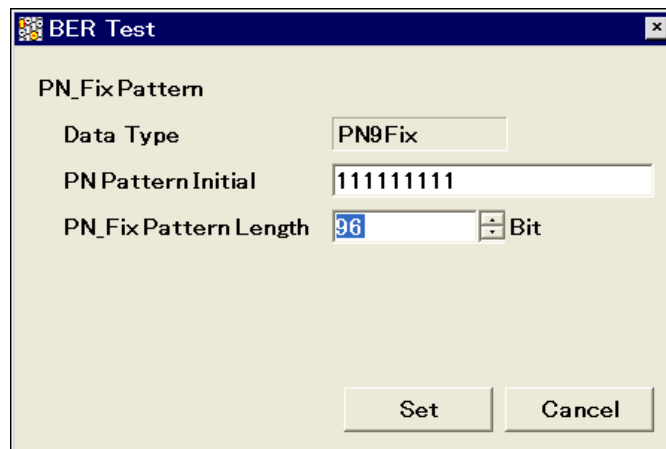 BER Test
PN_Fix Pattern
Data Type PN9Fix
PN Pattern Initial 111111111
PN_Fix Pattern Length 96 Bit
Set Cancel